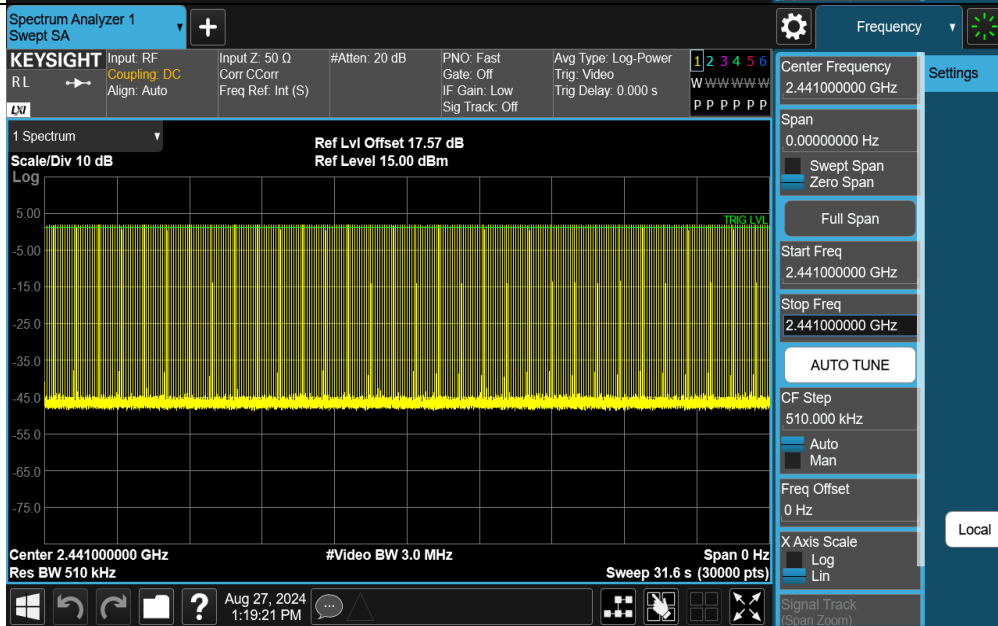 Spectrum Analyzer 1
Swept SA
+
Frequency
KEYSIGHT
RL
LXI
Input: RF
Coupling: DC
Align: Auto
Input Z: 50 Ω
Corr CCorr
Freq Ref: Int (S)
#Atten: 20 dB
PNO: Fast
Gate: Off
IF Gain: Low
Sig Track: Off
Avg Type: Log-Power
Trig: Video
Trig Delay: 0.000 s
1 2 3 4 5 6
W W W W W W
P P P P P P
1 Spectrum
Scale/Div 10 dB
Log
Ref Lvl Offset 17.57 dB
Ref Level 15.00 dBm
TRIG LVL
5.00
-5.00
-15.0
-25.0
-35.0
-45.0
-55.0
-65.0
-75.0
Center 2.441000000 GHz
Res BW 510 kHz
#Video BW 3.0 MHz
Span 0 Hz
Sweep 31.6 s (30000 pts)
Aug 27, 2024
1:19:21 PM
?
Center Frequency
2.441000000 GHz
Span
0.00000000 Hz
Swept Span
Zero Span
Full Span
Start Freq
2.441000000 GHz
Stop Freq
2.441000000 GHz
AUTO TUNE
CF Step
510.000 kHz
Auto
Man
Freq Offset
0 Hz
X Axis Scale
Log
Lin
Signal Track
(Span Zoom)
Settings
Local